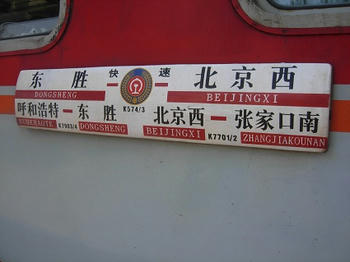 东胜 快速 北京西
DONGSHENG K574/3 BEIJINGXI
呼和浩特－东胜 北京西－张家口南
HUHEHAOTE K7903/4 DONGSHENG BEIJINGXI K7701/2 ZHANGJIAKOUNAN